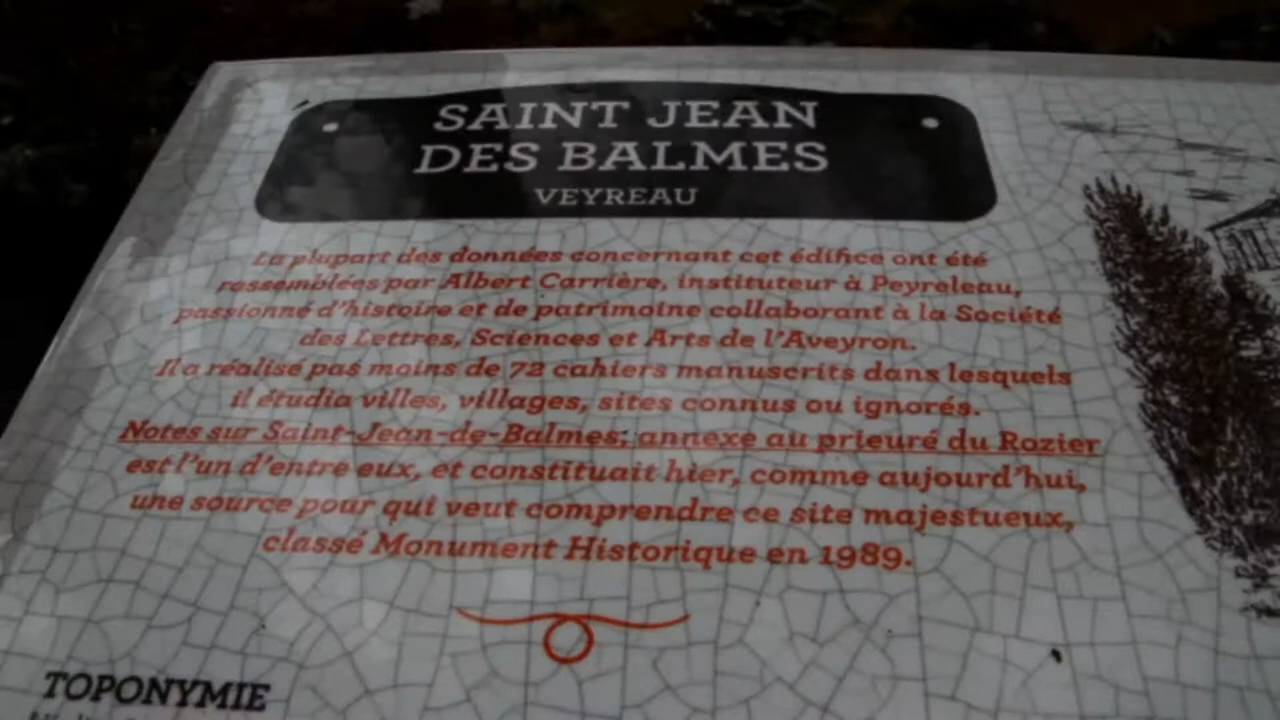 SAINT JEAN
DES BALMES
VEYREAU
La plupart des données concernant cet édifice ont été
rassemblées par Albert Carrière, instituteur à Peyreleau,
passionné d'histoire et de patrimoine collaborant à la Société
des Lettres, Sciences et Arts de l'Aveyron.
Il a réalisé pas moins de 72 cahiers manuscrits dans lesquels
il étudia villes, villages, sites connus ou ignorés.
Notes sur Saint-Jean-de-Balmes; annexe au prieuré du Rozier
est l'un d'entre eux, et constituait hier, comme aujourd'hui,
une source pour qui veut comprendre ce site majestueux,
classé Monument Historique en 1989.
TOPONYMIE